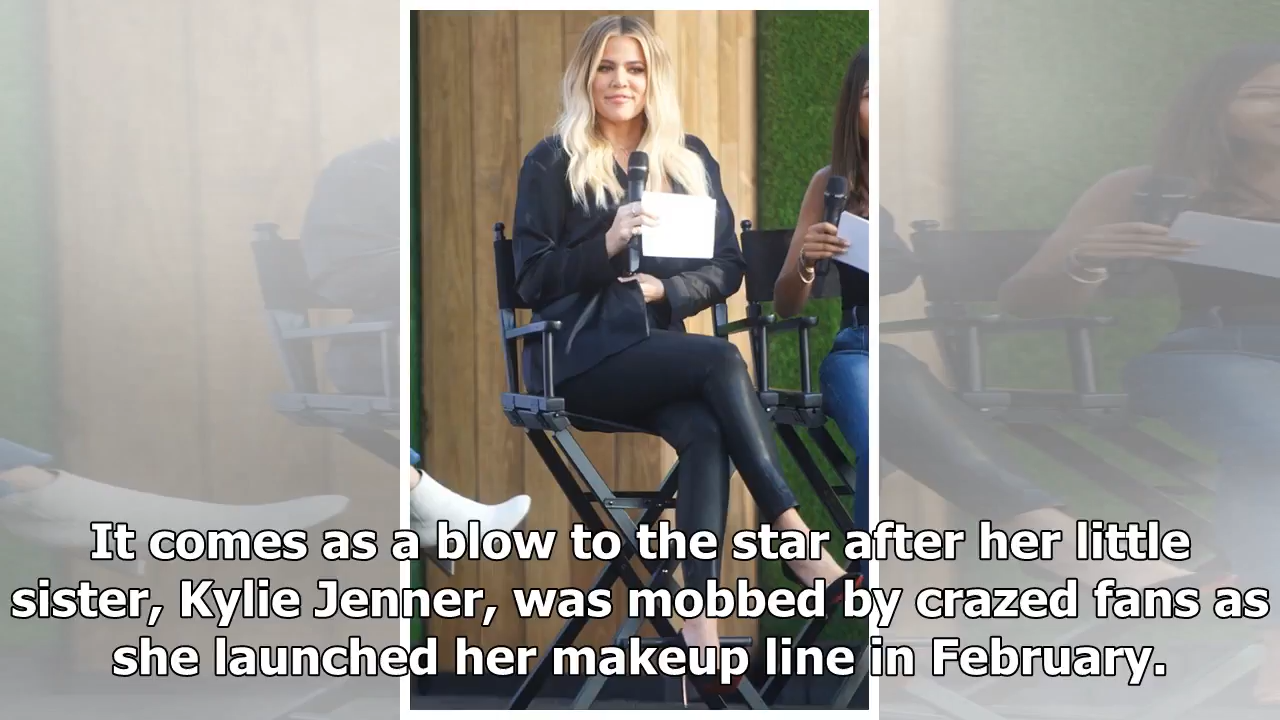 It comes as a blow to the star after her little
sister, Kylie Jenner, was mobbed by crazed fans as
she launched her makeup line in February.